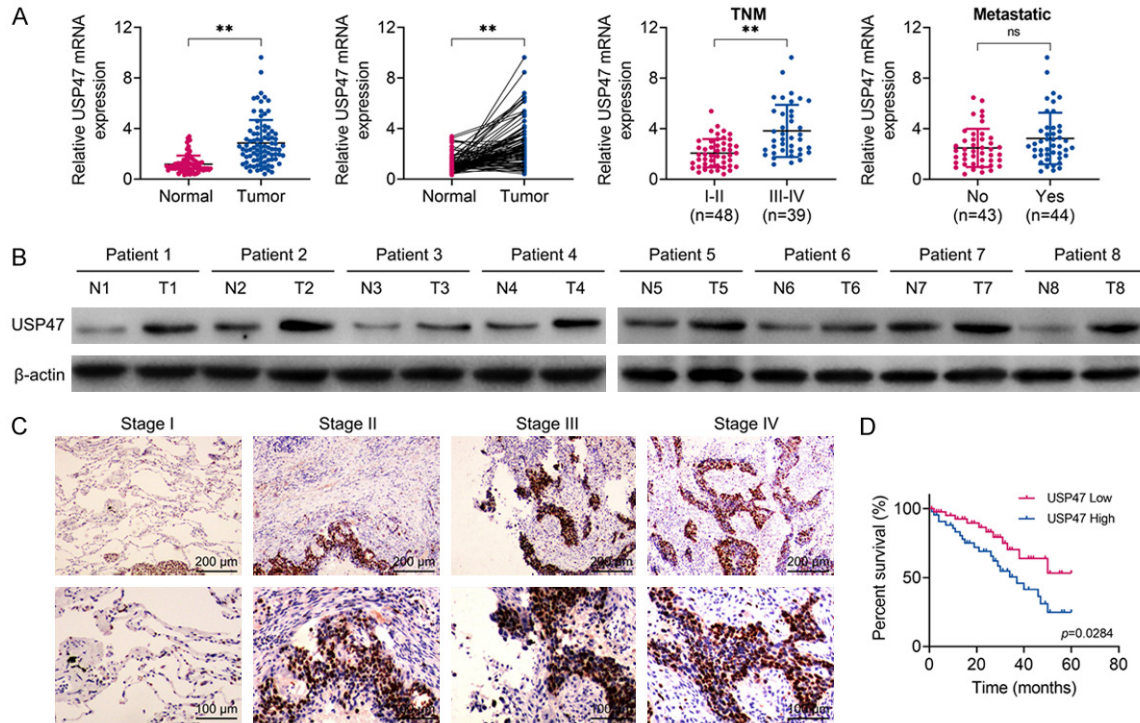 A
Relative USP47 mRNA
expression
12
8
4
0
**
Normal
Tumor
Relative USP47 mRNA
expression
12
8
4
0
**
Normal
Tumor
TNM
Relative USP47 mRNA
expression
12
8
4
0
**
I-II
(n=48)
III-IV
(n=39)
Metastatic
Relative USP47 mRNA
expression
12
8
4
0
ns
No
(n=43)
Yes
(n=44)
B
Patient 1 Patient 2 Patient 3 Patient 4 Patient 5 Patient 6 Patient 7 Patient 8
N1 T1 N2 T2 N3 T3 N4 T4 N5 T5 N6 T6 N7 T7 N8 T8
USP47
β-actin
C
Stage I Stage II Stage III Stage IV
200 μm 200 μm 200 μm 200 μm
100 μm 100 μm 100 μm 100 μm
D
USP47 Low
USP47 High
Percent survival (%)
100
50
0
p=0.0284
0 20 40 60 80
Time (months)